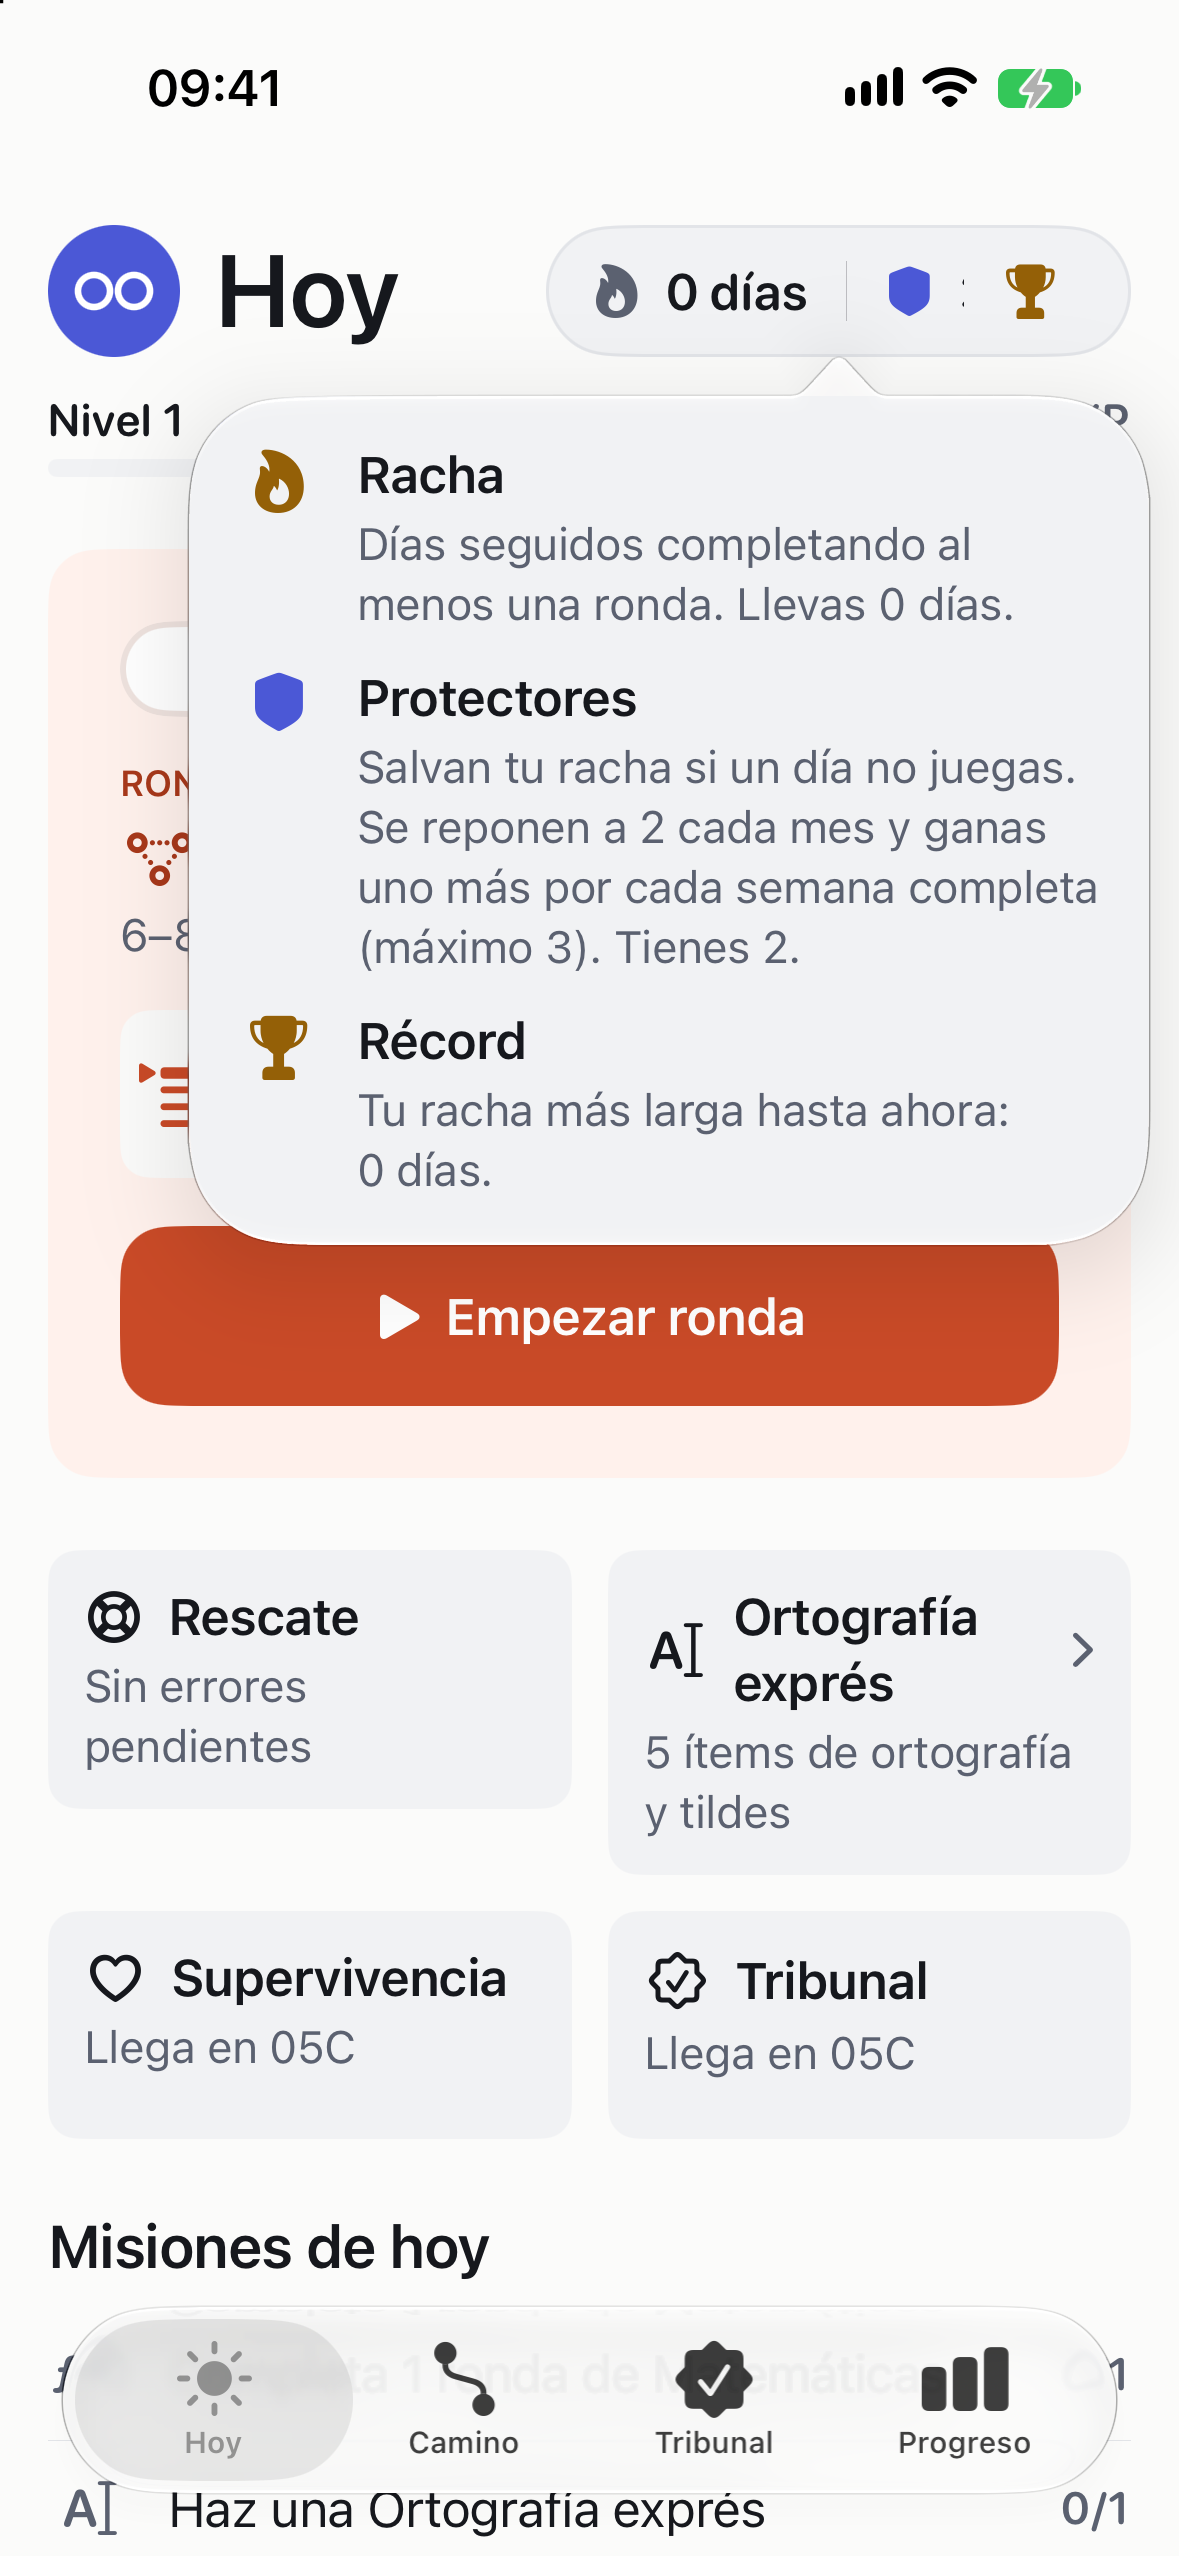 09:41
Hoy
0 días
Nivel 1
Racha
Días seguidos completando al
menos una ronda. Llevas 0 días.
Protectores
Salvan tu racha si un día no juegas.
Se reponen a 2 cada mes y ganas
uno más por cada semana completa
(máximo 3). Tienes 2.
Récord
Tu racha más larga hasta ahora:
0 días.
Empezar ronda
Rescate
Sin errores
pendientes
Ortografía
exprés
5 ítems de ortografía
y tildes
Supervivencia
Llega en 05C
Tribunal
Llega en 05C
Misiones de hoy
1 ronda de Matemáticas
Hoy
Camino
Tribunal
Progreso
Haz una Ortografía exprés
0/1